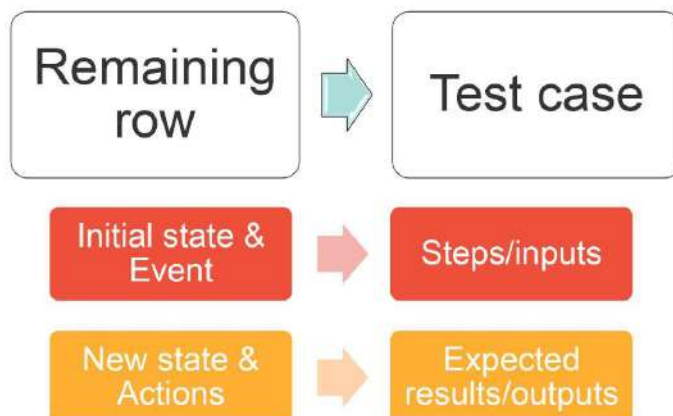 Remaining
row
Test case
Initial state &
Event
Steps/inputs
New state &
Actions
Expected
results/outputs